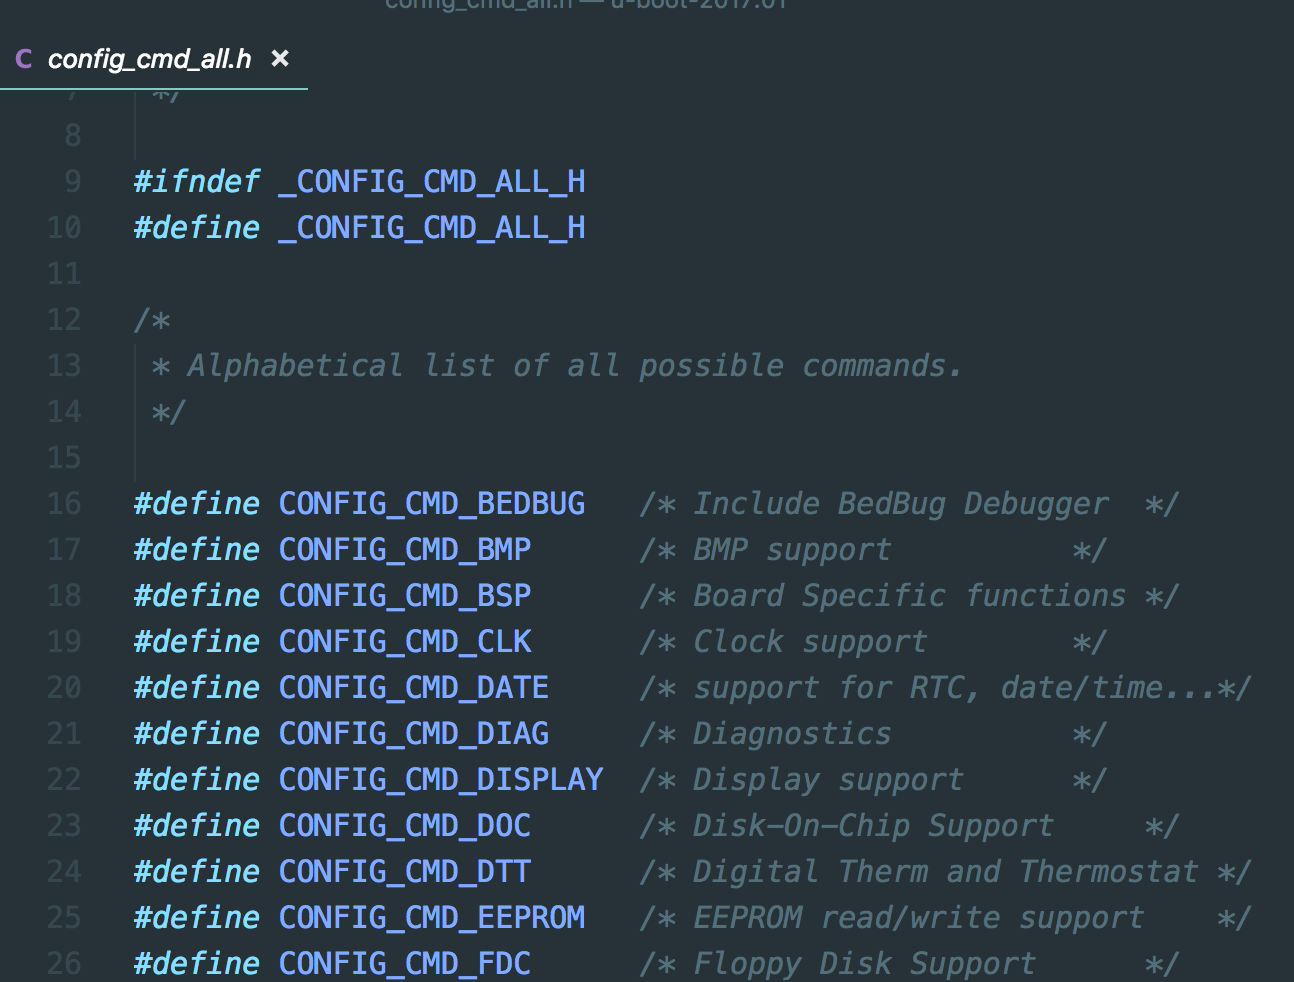 config_cmd_all.h — u-boot-2017.01
C config_cmd_all.h ×
7 */
8
9 #ifndef _CONFIG_CMD_ALL_H
10 #define _CONFIG_CMD_ALL_H
11
12 /*
13 * Alphabetical list of all possible commands.
14 */
15
16 #define CONFIG_CMD_BEDBUG /* Include BedBug Debugger */
17 #define CONFIG_CMD_BMP /* BMP support */
18 #define CONFIG_CMD_BSP /* Board Specific functions */
19 #define CONFIG_CMD_CLK /* Clock support */
20 #define CONFIG_CMD_DATE /* support for RTC, date/time...*/
21 #define CONFIG_CMD_DIAG /* Diagnostics */
22 #define CONFIG_CMD_DISPLAY /* Display support */
23 #define CONFIG_CMD_DOC /* Disk-On-Chip Support */
24 #define CONFIG_CMD_DTT /* Digital Therm and Thermostat */
25 #define CONFIG_CMD_EEPROM /* EEPROM read/write support */
26 #define CONFIG_CMD_FDC /* Floppy Disk Support */